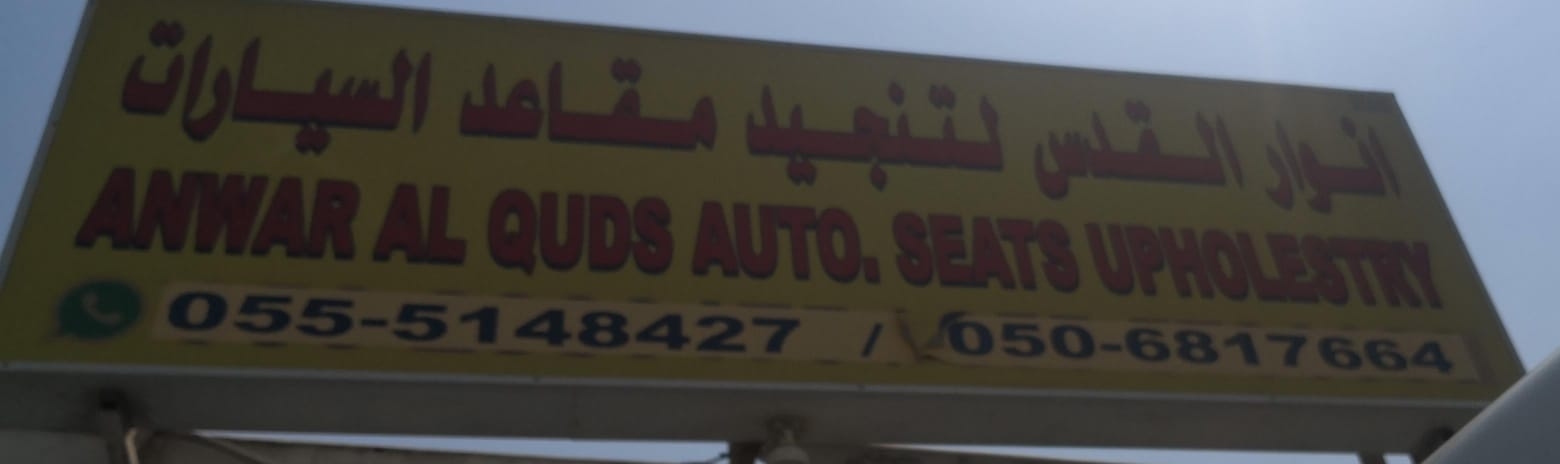 انوار القدس لتنجيد مقاعد السيارات
ANWAR AL QUDS AUTO. SEATS UPHOLESTRY
055-5148427 / 050-6817664